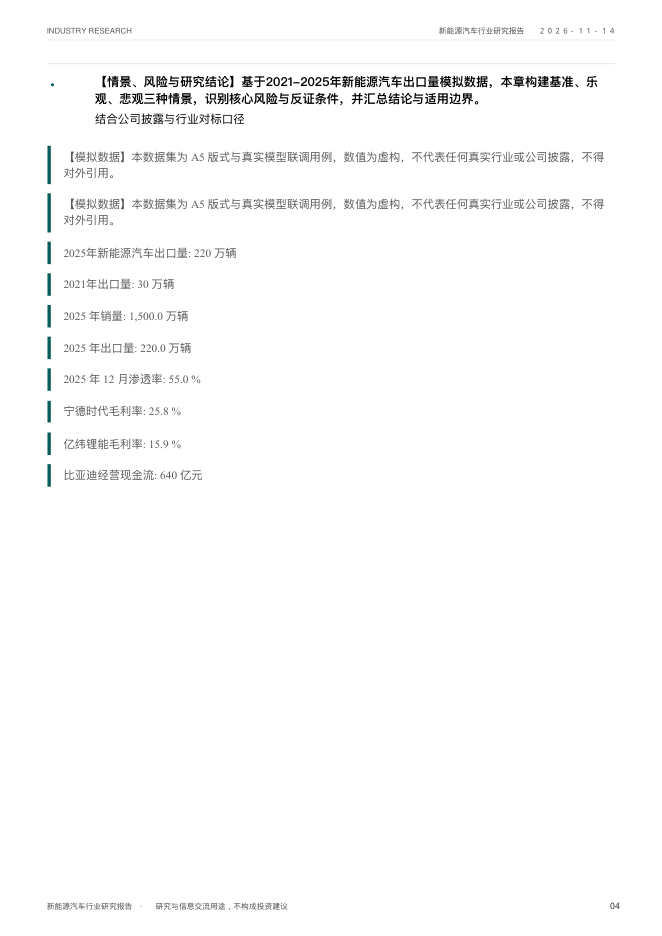 INDUSTRY RESEARCH
新能源汽车行业研究报告 2026-11-14
【情景、风险与研究结论】基于2021–2025年新能源汽车出口量模拟数据，本章构建基准、乐
观、悲观三种情景，识别核心风险与反证条件，并汇总结论与适用边界。
结合公司披露与行业对标口径
【模拟数据】本数据集为 A5 版式与真实模型联调用例，数值为虚构，不代表任何真实行业或公司披露，不得
对外引用。
【模拟数据】本数据集为 A5 版式与真实模型联调用例，数值为虚构，不代表任何真实行业或公司披露，不得
对外引用。
2025年新能源汽车出口量: 220 万辆
2021年出口量: 30 万辆
2025 年销量: 1,500.0 万辆
2025 年出口量: 220.0 万辆
2025 年 12 月渗透率: 55.0 %
宁德时代毛利率: 25.8 %
亿纬锂能毛利率: 15.9 %
比亚迪经营现金流: 640 亿元
新能源汽车行业研究报告 · 研究与信息交流用途，不构成投资建议
04